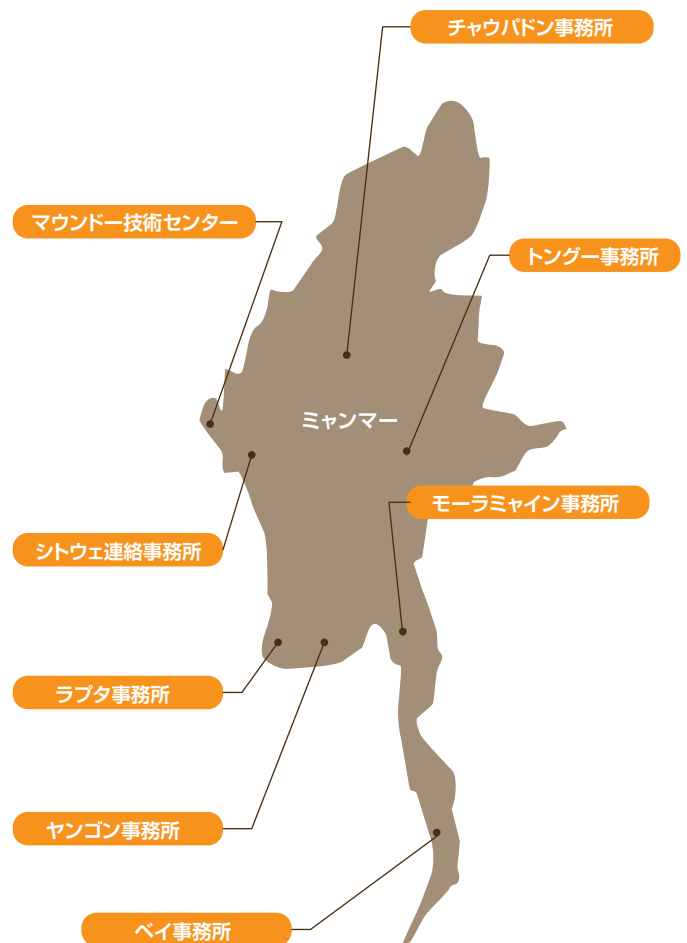 チャウパドン事務所
マウンドー技術センター
トングー事務所
ミャンマー
モーラミャイン事務所
シトウェ連絡事務所
ラプタ事務所
ヤンゴン事務所
ベイ事務所